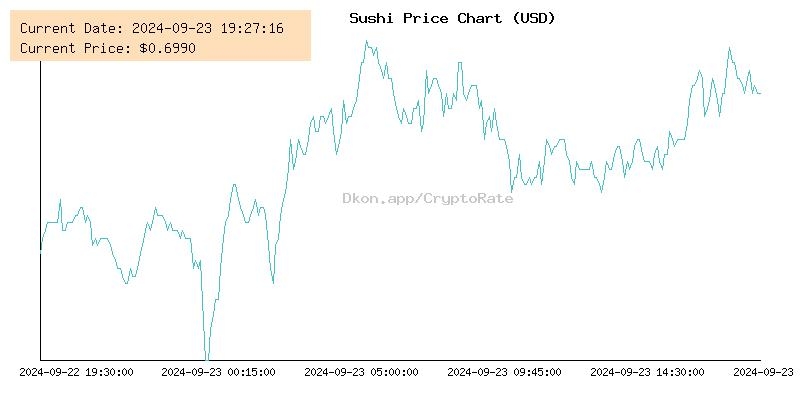 Sushi Price Chart (USD)
Current Date: 2024-09-23 19:27:16
Current Price: $0.6990
Dkon.app/CryptoRate
2024-09-22 19:30:00 2024-09-23 00:15:00 2024-09-23 05:00:00 2024-09-23 09:45:00 2024-09-23 14:30:00 2024-09-23